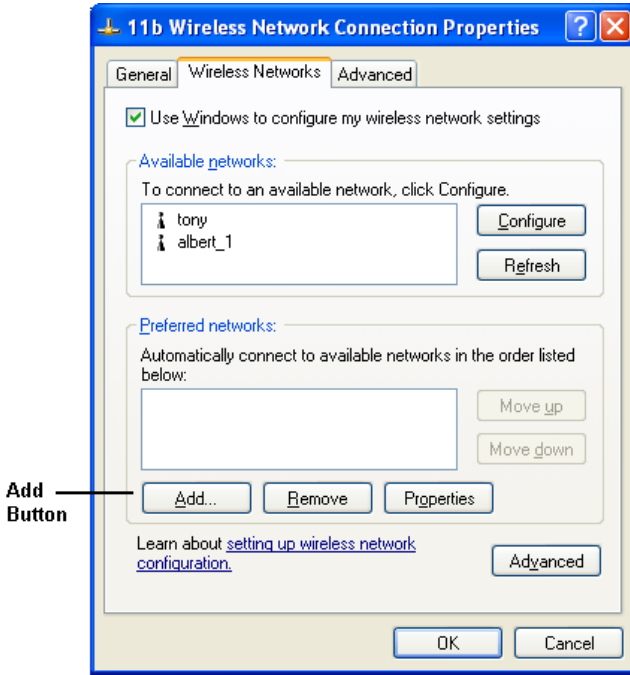 11b Wireless Network Connection Properties
General Wireless Networks Advanced
Use Windows to configure my wireless network settings
Available networks:
To connect to an available network, click Configure.
tony
albert_1
Configure
Refresh
Preferred networks:
Automatically connect to available networks in the order listed
below:
Move up
Move down
Add
Button
Add... Remove Properties
Learn about setting up wireless network
configuration.
Advanced
OK Cancel